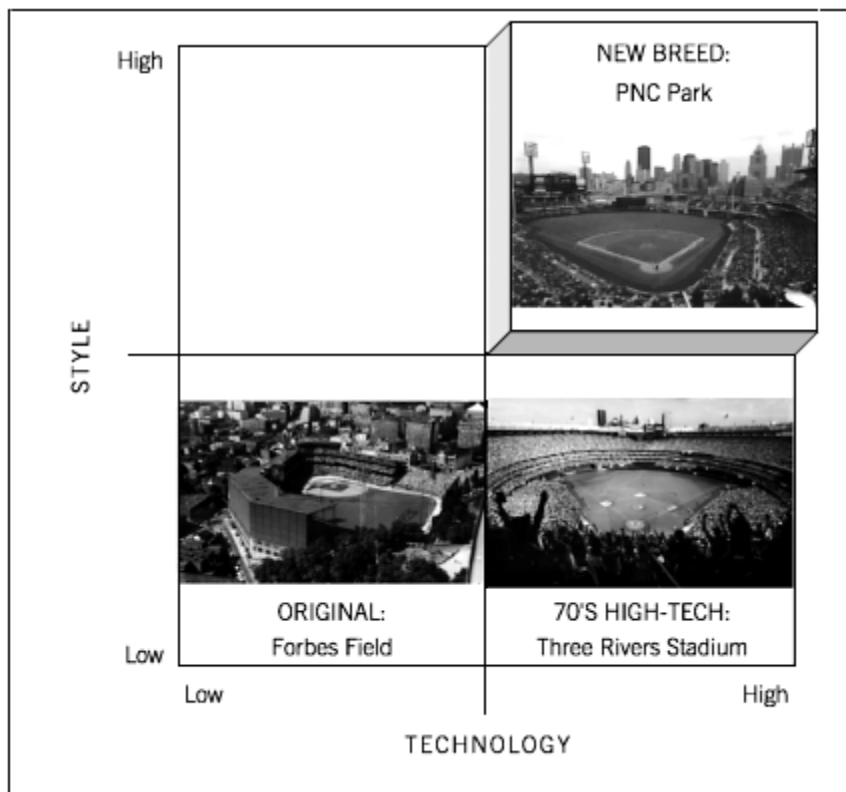 High
NEW BREED:
PNC Park
STYLE
ORIGINAL:
Forbes Field
70'S HIGH-TECH:
Three Rivers Stadium
Low
Low
High
TECHNOLOGY